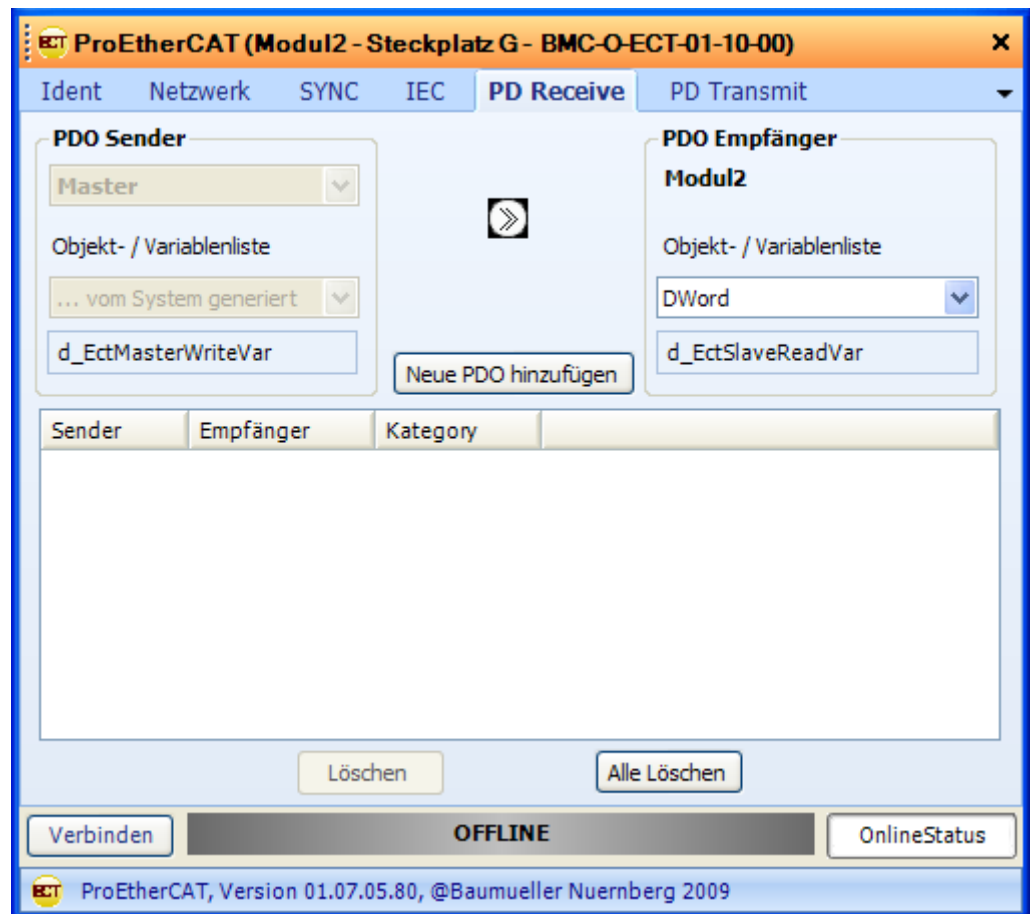 ECT ProEtherCAT (Modul2 - Steckplatz G - BMC-O-ECT-01-10-00)
Ident Netzwerk SYNC IEC PD Receive PD Transmit
PDO Sender
Master
Objekt- / Variablenliste
... vom System generiert
d_EctMasterWriteVar
Neue PDO hinzufügen
PDO Empfänger
Modul2
Objekt- / Variablenliste
DWord
d_EctSlaveReadVar
Sender Empfänger Kategory
Löschen Alle Löschen
Verbinden OFFLINE OnlineStatus
ECT ProEtherCAT, Version 01.07.05.80, @Baumueller Nuernberg 2009